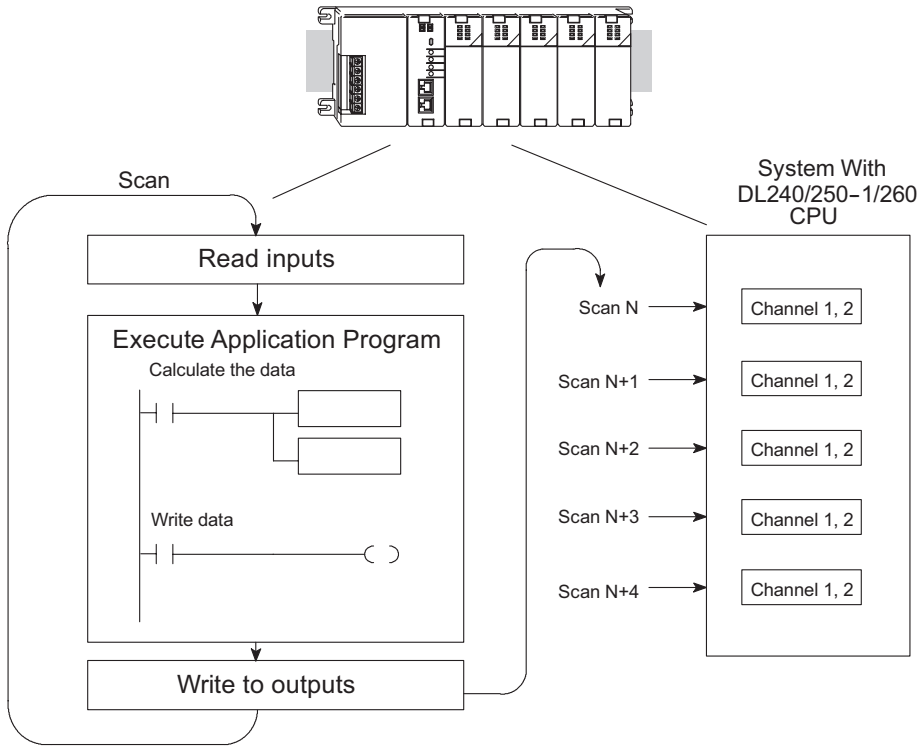 System With
DL240/250-1/260
CPU
Scan
Read inputs
Execute Application Program
Calculate the data
Write data
Write to outputs
Scan N
Channel 1, 2
Scan N+1
Channel 1, 2
Scan N+2
Channel 1, 2
Scan N+3
Channel 1, 2
Scan N+4
Channel 1, 2